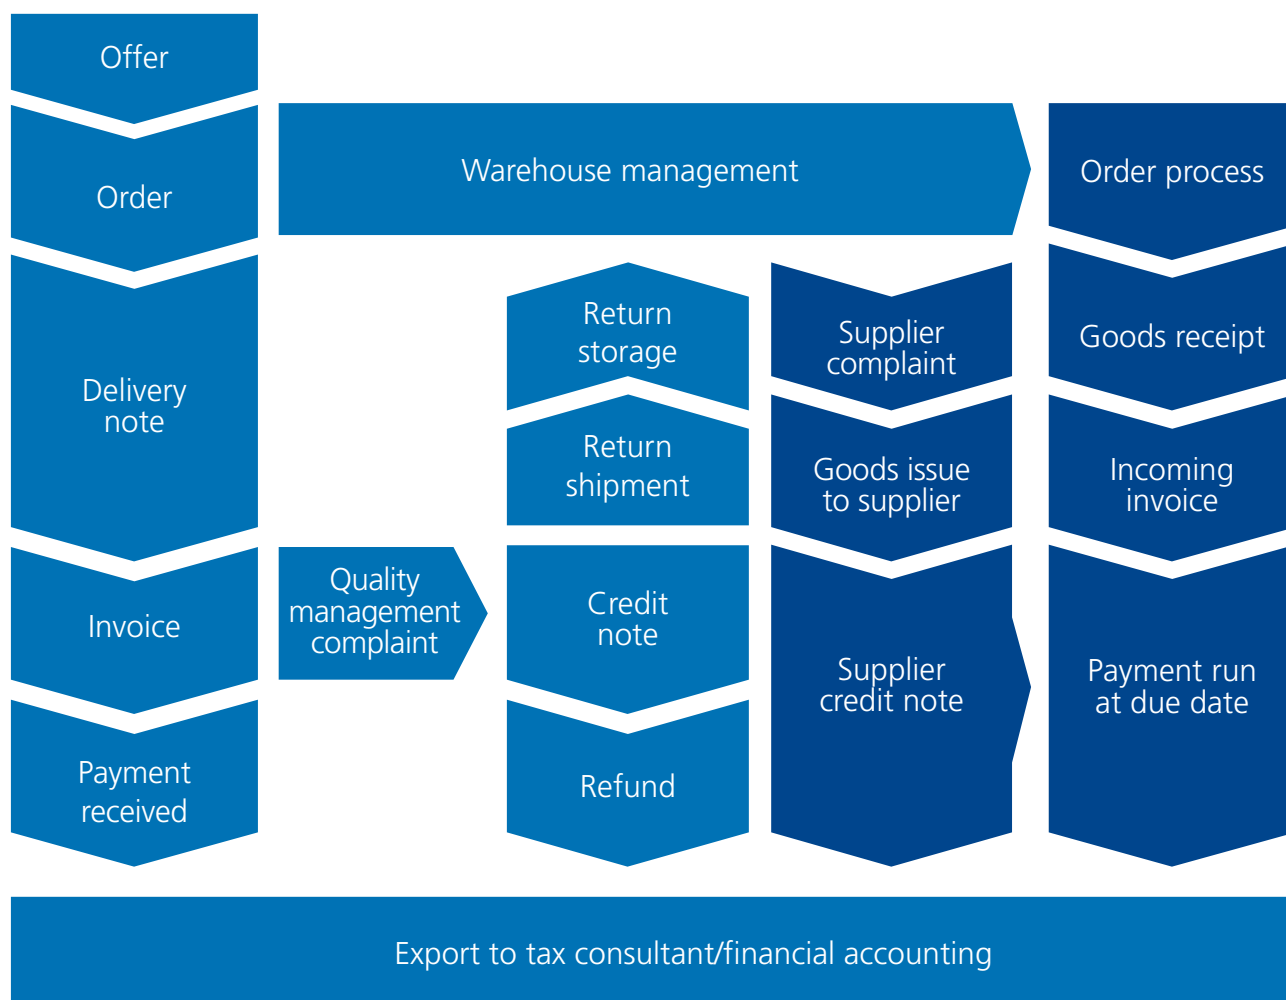 Offer
Order
Delivery
note
Invoice
Payment
received
Warehouse management
Quality
management
complaint
Return
storage
Return
shipment
Credit
note
Refund
Supplier
complaint
Goods issue
to supplier
Supplier
credit note
Order process
Goods receipt
Incoming
invoice
Payment run
at due date
Export to tax consultant/financial accounting